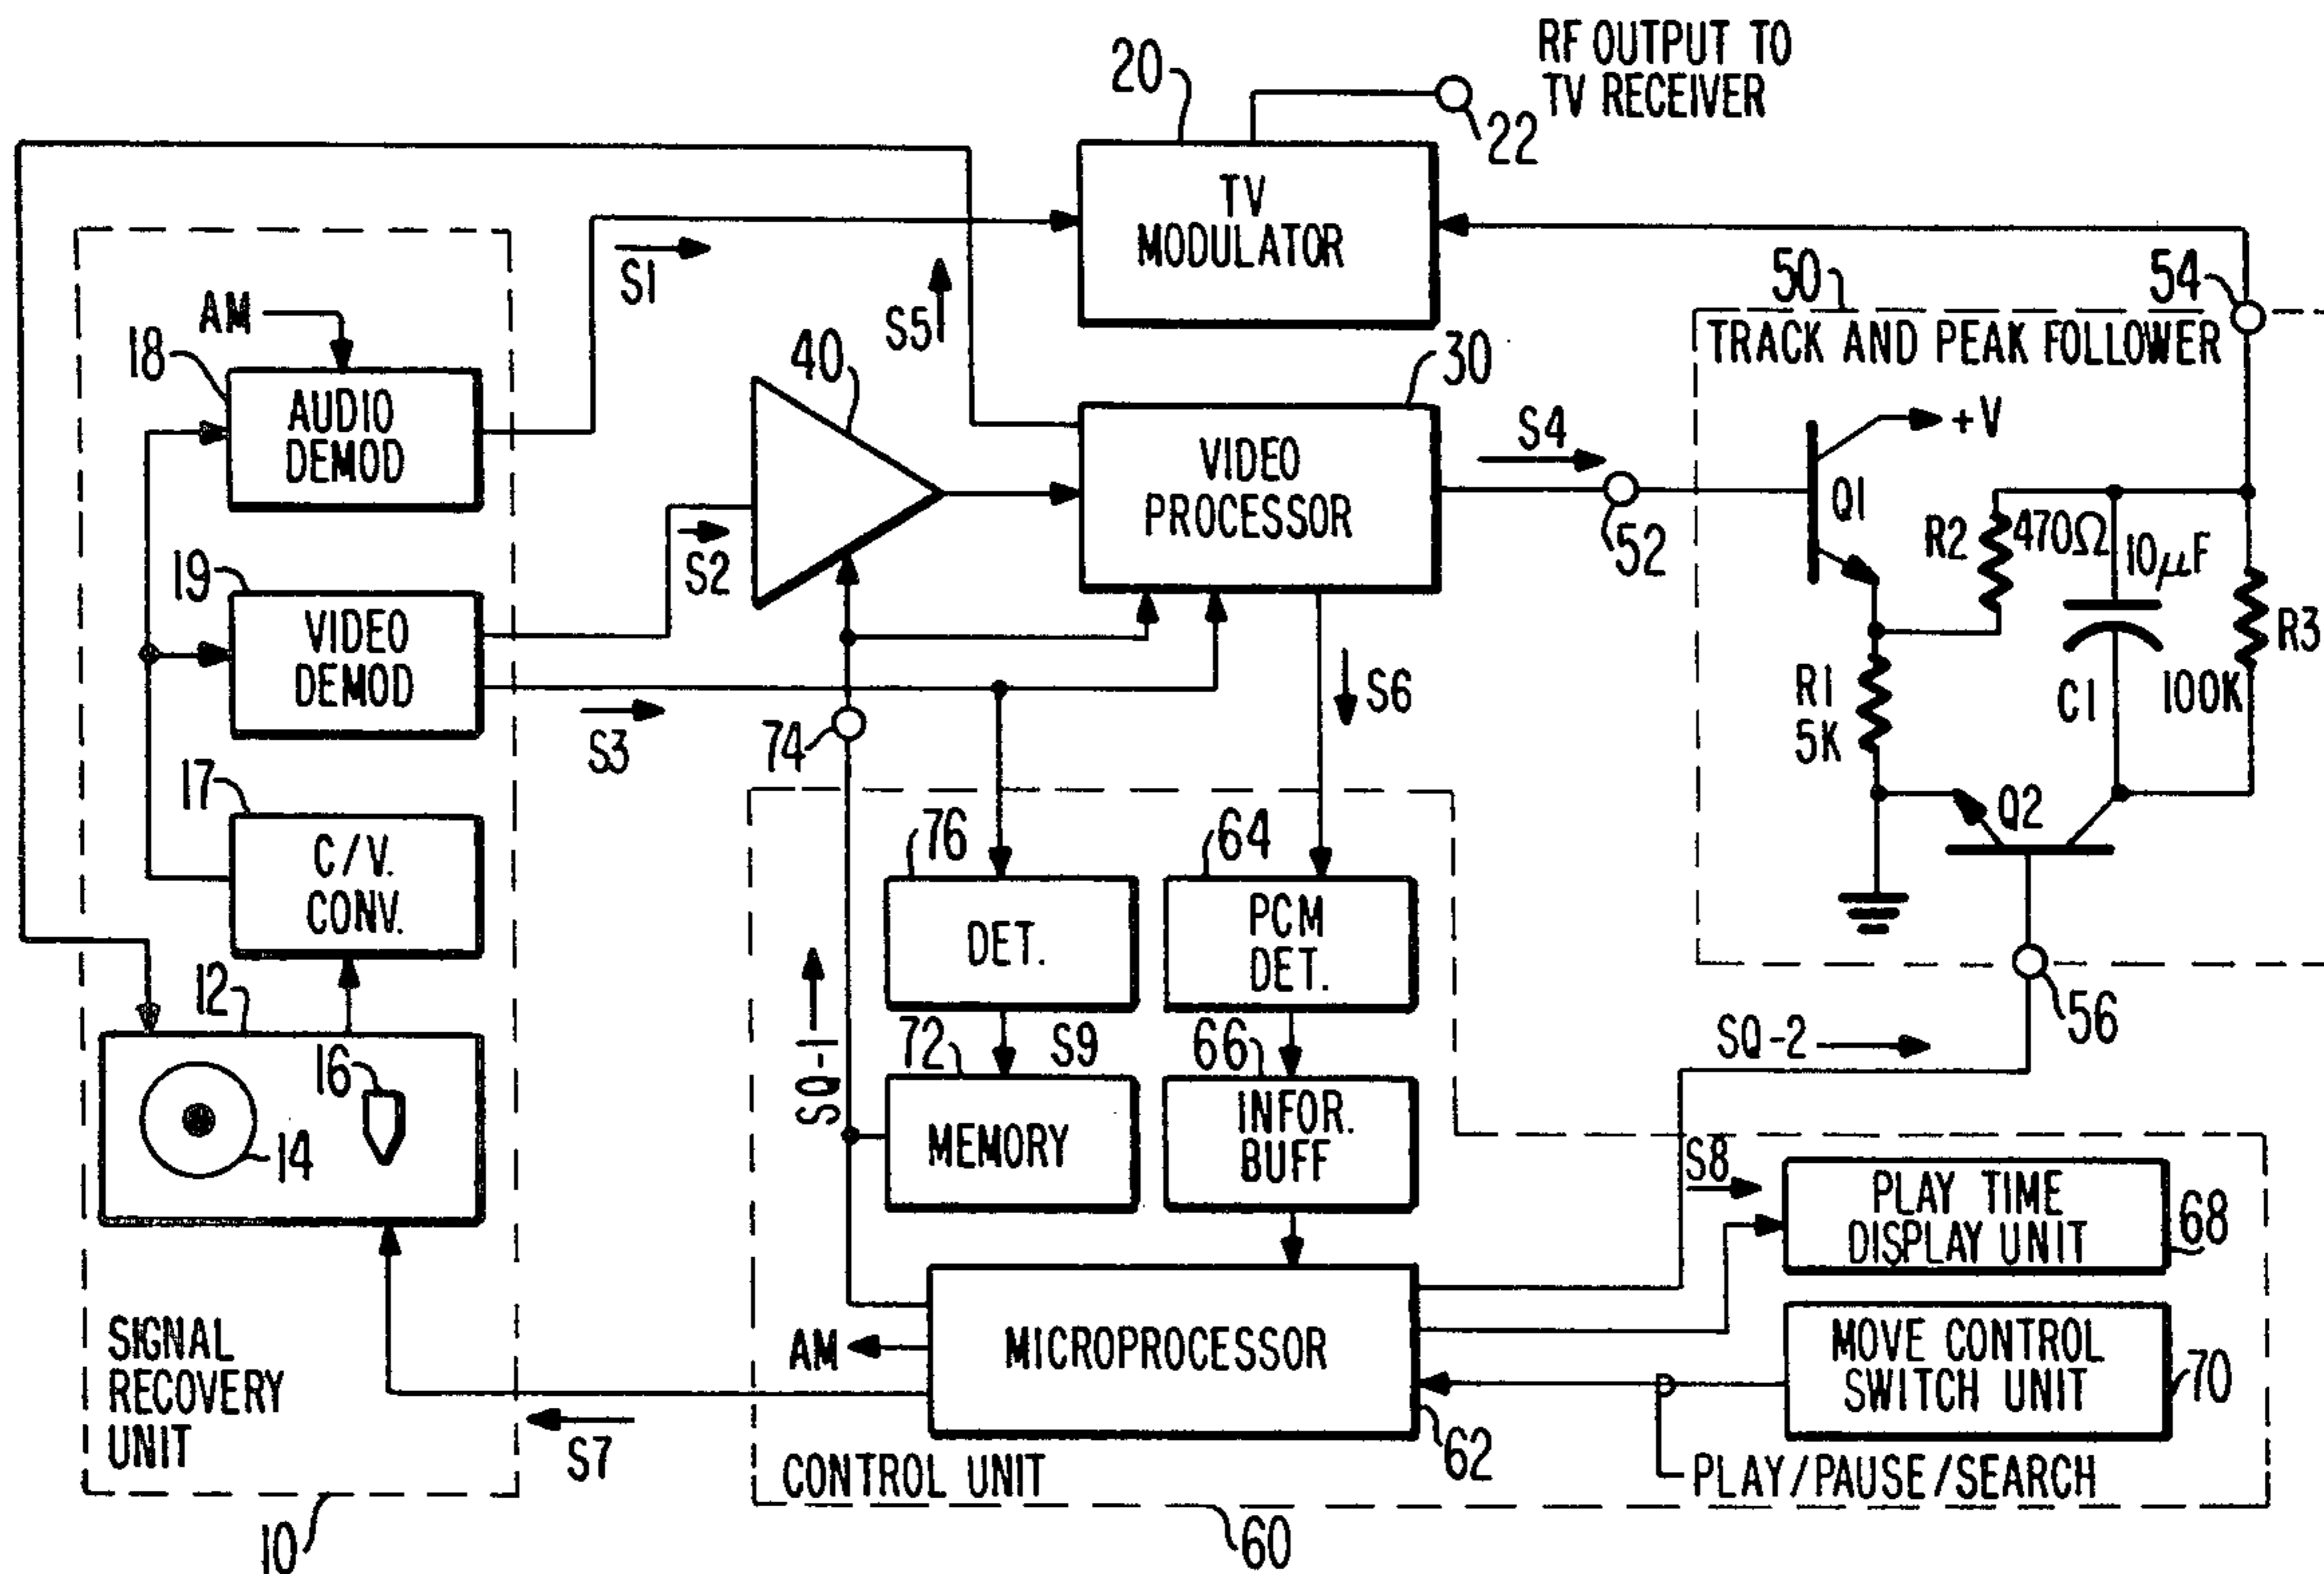 RF OUTPUT TO
TV RECEIVER
20
22
TV
MODULATOR
S1
S5
50
54
TRACK AND PEAK FOLLOWER
AM
18
AUDIO
DEMOD
40
30
VIDEO
PROCESSOR
S4
52
+V
Q1
R2
470Ω
10μF
R3
100K
C1
R1
5K
Q2
56
19
VIDEO
DEMOD
S2
S3
74
S6
17
C/V.
CONV.
76
DET.
64
PCM
DET.
12
16
14
SQ-1
72
S9
MEMORY
66
INFOR.
BUFF
SQ-2
S8
PLAY TIME
DISPLAY UNIT
68
MICROPROCESSOR
AM
62
MOVE CONTROL
SWITCH UNIT
70
PLAY/PAUSE/SEARCH
SIGNAL
RECOVERY
UNIT
S7
CONTROL UNIT
10
60